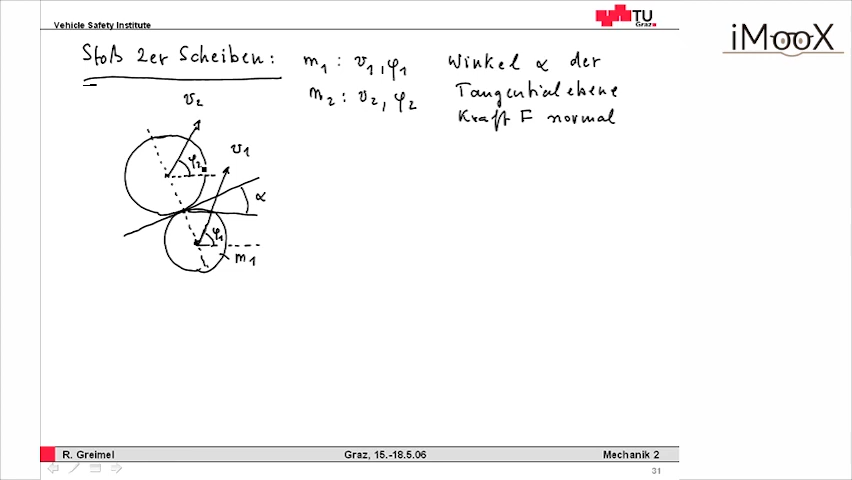 Vehicle Safety Institute
TU
Graz
iMooX
Stoß 2er Scheiben: m1 : v1, φ1 Winkel α der
m2 : v2, φ2 Tangentialebene
Kraft F normal
v2
v1
φ2
α
φ1
m1
R. Greimel Graz, 15.-18.5.06 Mechanik 2
31